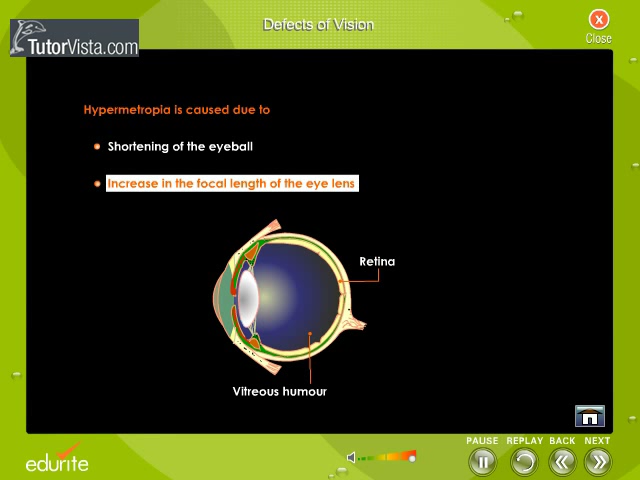 Defects of Vision
Close
TutorVista.com
Hypermetropia is caused due to
Shortening of the eyeball
Increase in the focal length of the eye lens
Retina
Vitreous humour
PAUSE REPLAY BACK NEXT
edurite